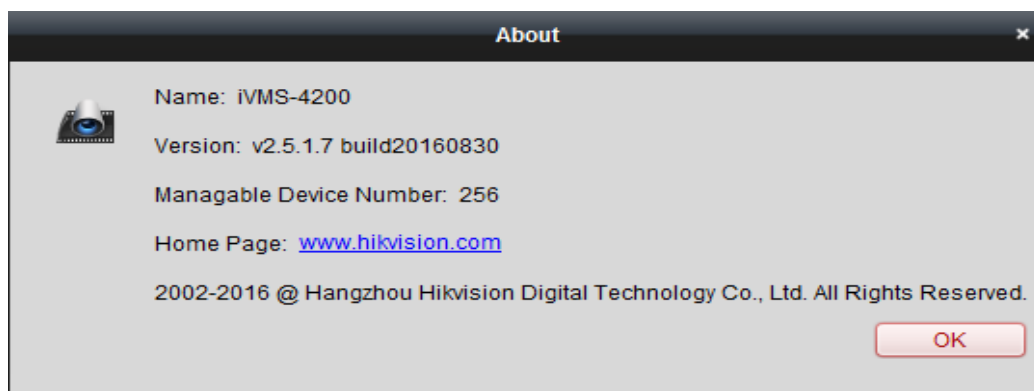 About
Name: iVMS-4200
Version: v2.5.1.7 build20160830
Managable Device Number: 256
Home Page: www.hikvision.com
2002-2016 @ Hangzhou Hikvision Digital Technology Co., Ltd. All Rights Reserved.
OK